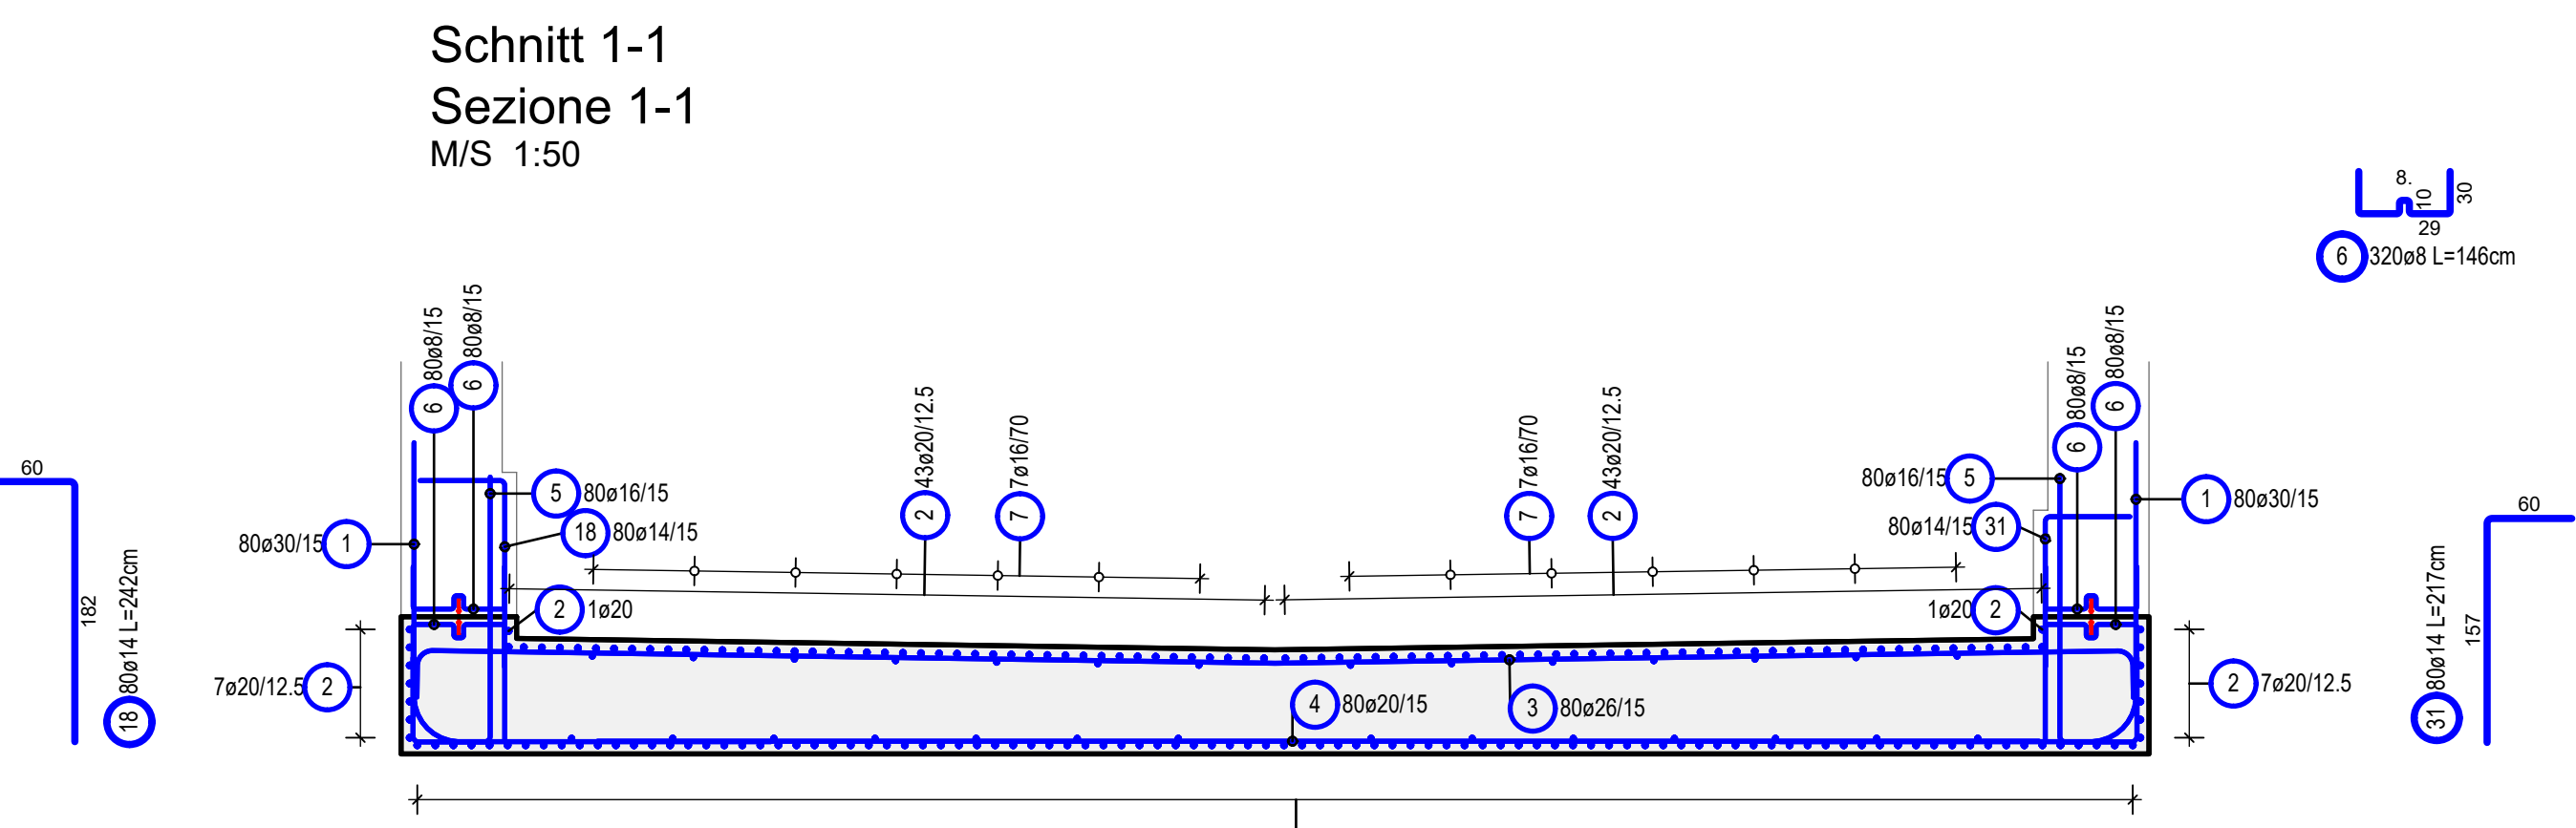 Schnitt 1-1
Sezione 1-1
M/S 1:50
8.
10
30
29
6 320ø8 L=146cm
6 80ø8/15
6 80ø8/15
6 80ø8/15
6 80ø8/15
2 43ø20/12.5
7 7ø16/70
7 7ø16/70
2 43ø20/12.5
60
182
18 80ø14 L=242cm
5 80ø16/15
18 80ø14/15
80ø30/15 1
2 1ø20
7ø20/12.5 2
80ø16/15 5
80ø14/15 31
1 80ø30/15
1ø20 2
2 7ø20/12.5
4 80ø20/15
3 80ø26/15
60
157
31 80ø14 L=217cm